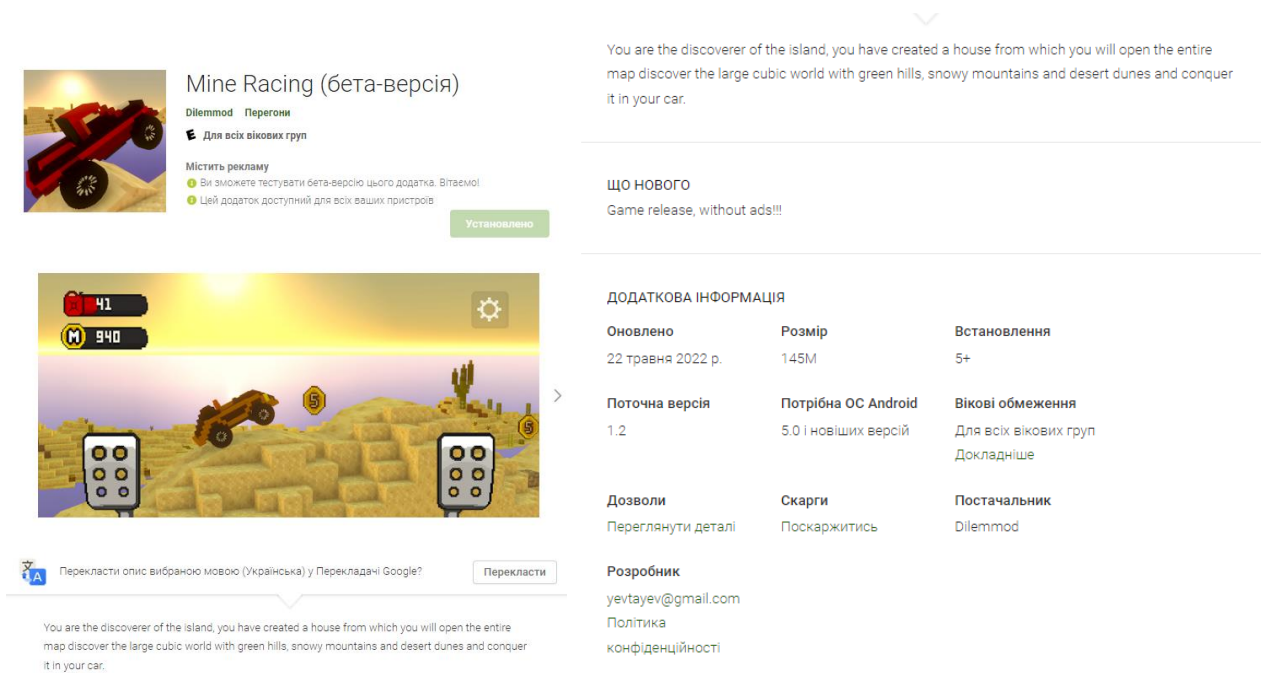 Mine Racing (бета-версія)
Dilemmod Перегони
E Для всіх вікових груп
Містить рекламу
Ви зможете тестувати бета-версію цього додатка. Вітаємо!
Цей додаток доступний для всіх ваших пристроїв
Установлено
41
M 940
5
5
文A Перекласти опис вибраною мовою (Українська) у Перекладачі Google? Перекласти
You are the discoverer of the island, you have created a house from which you will open the entire
map discover the large cubic world with green hills, snowy mountains and desert dunes and conquer
it in your car.
You are the discoverer of the island, you have created a house from which you will open the entire
map discover the large cubic world with green hills, snowy mountains and desert dunes and conquer
it in your car.
ЩО НОВОГО
Game release, without ads!!!
ДОДАТКОВА ІНФОРМАЦІЯ
Оновлено Розмір Встановлення
22 травня 2022 р. 145M 5+
Поточна версія Потрібна ОС Android Вікові обмеження
1.2 5.0 і новіших версій Для всіх вікових груп
Докладніше
Дозволи Скарги Постачальник
Переглянути деталі Поскаржитись Dilemmod
Розробник
yevtayev@gmail.com
Політика
конфіденційності